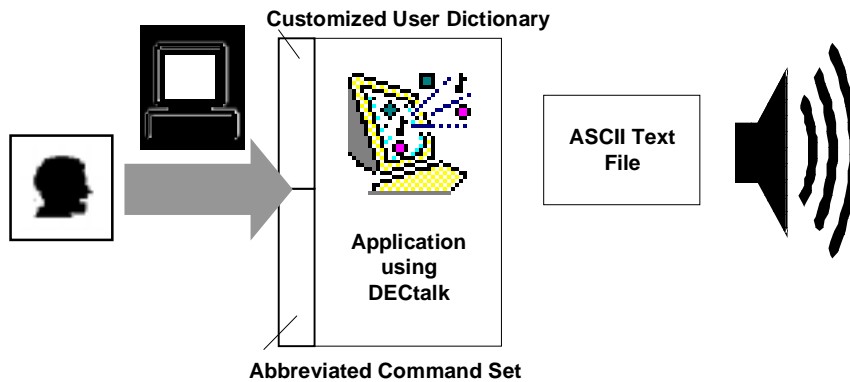 Customized User Dictionary
ASCII Text
File
Application
using
DECtalk
Abbreviated Command Set